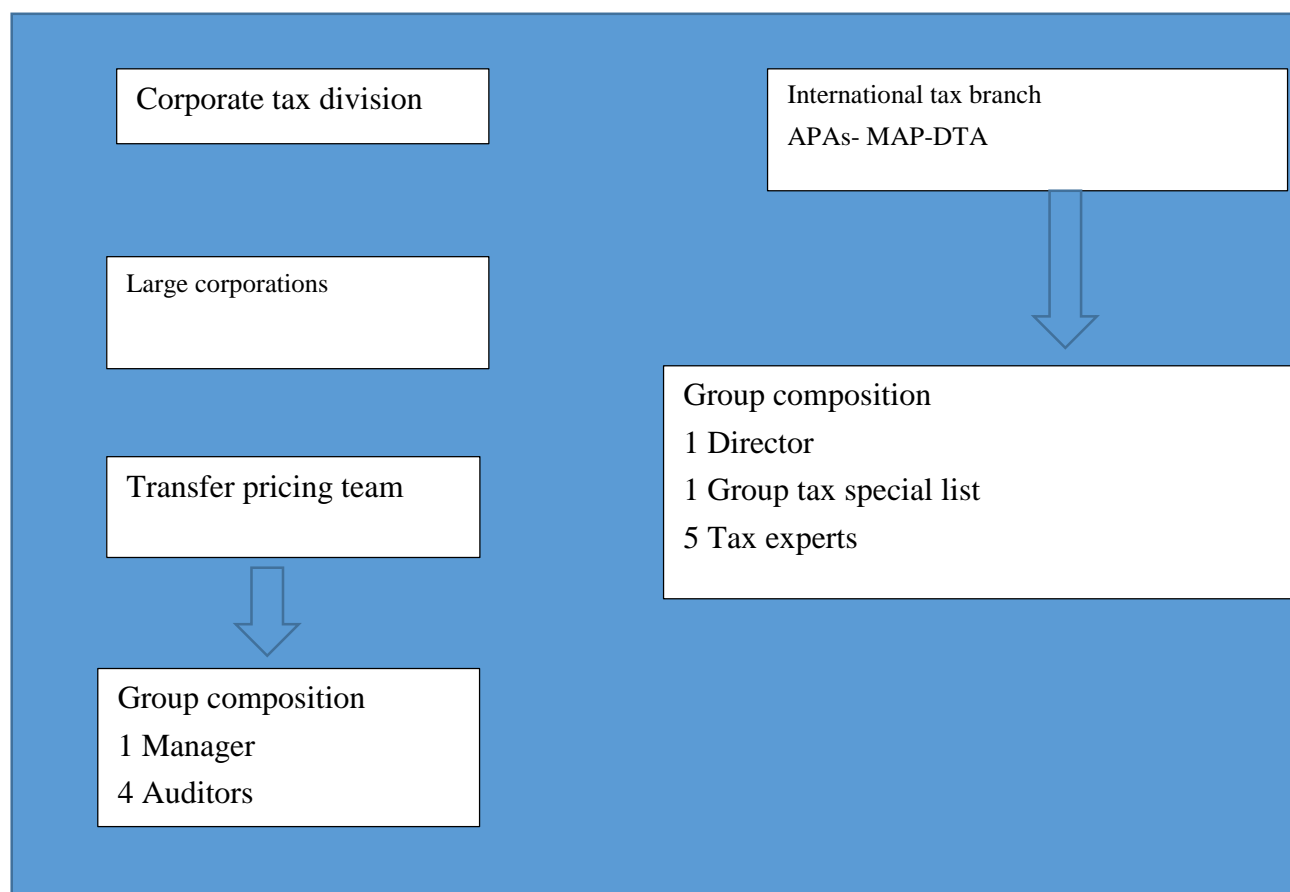 Corporate tax division
International tax branch
APAs- MAP-DTA
Large corporations
Group composition
1 Director
1 Group tax special list
5 Tax experts
Transfer pricing team
Group composition
1 Manager
4 Auditors